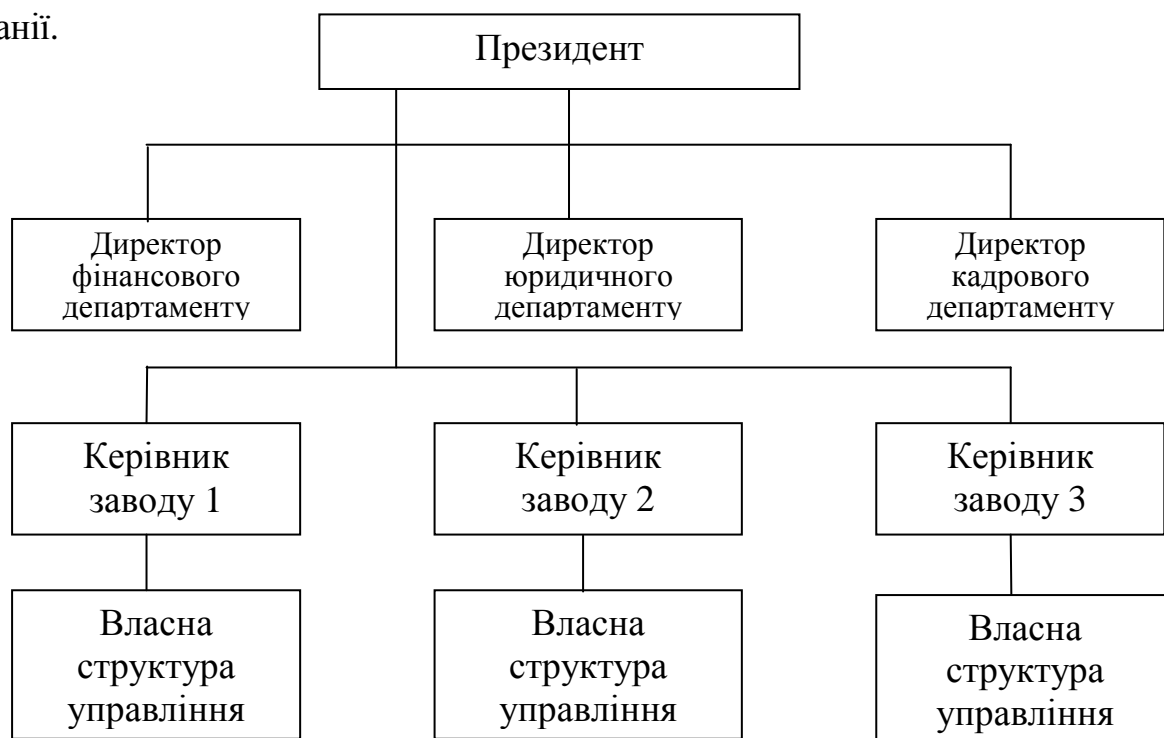 анії.
Президент
Директор
фінансового
департаменту
Директор
юридичного
департаменту
Директор
кадрового
департаменту
Керівник
заводу 1
Керівник
заводу 2
Керівник
заводу 3
Власна
структура
управління
Власна
структура
управління
Власна
структура
управління